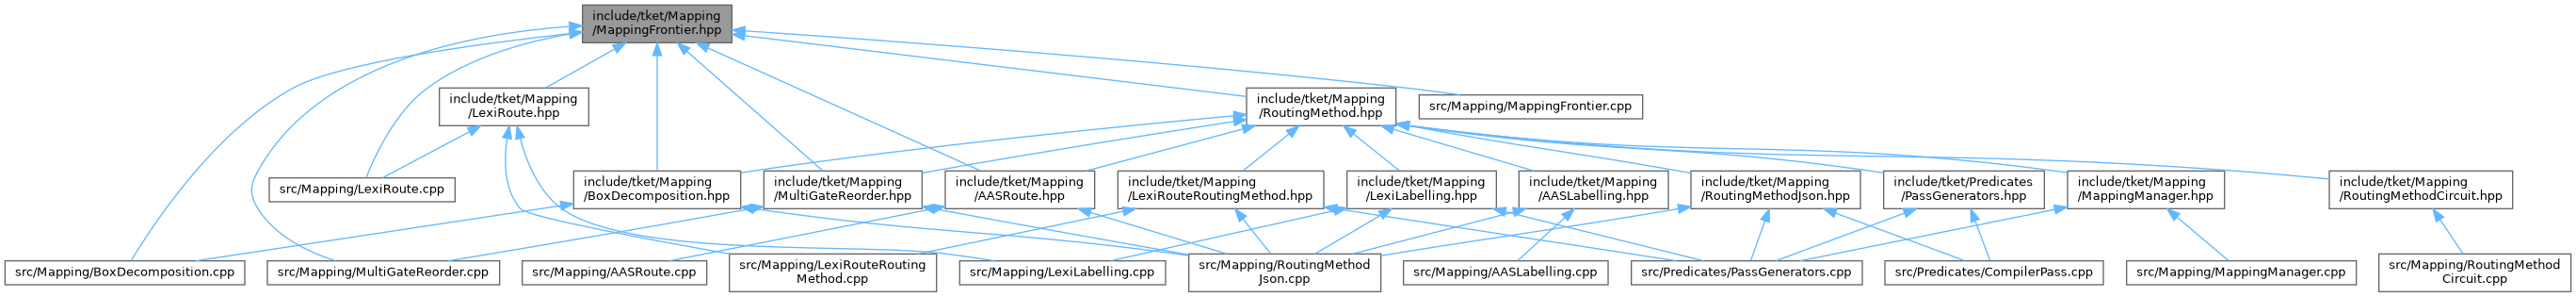 include/tket/Mapping
/MappingFrontier.hpp
include/tket/Mapping
/LexiRoute.hpp
include/tket/Mapping
/RoutingMethod.hpp
src/Mapping/MappingFrontier.cpp
src/Mapping/LexiRoute.cpp
include/tket/Mapping
/BoxDecomposition.hpp
include/tket/Mapping
/MultiGateReorder.hpp
include/tket/Mapping
/AASRoute.hpp
include/tket/Mapping
/LexiRouteRoutingMethod.hpp
include/tket/Mapping
/LexiLabelling.hpp
include/tket/Mapping
/AASLabelling.hpp
include/tket/Mapping
/RoutingMethodJson.hpp
include/tket/Predicates
/PassGenerators.hpp
include/tket/Mapping
/MappingManager.hpp
include/tket/Mapping
/RoutingMethodCircuit.hpp
src/Mapping/BoxDecomposition.cpp
src/Mapping/MultiGateReorder.cpp
src/Mapping/AASRoute.cpp
src/Mapping/LexiRouteRouting
Method.cpp
src/Mapping/LexiLabelling.cpp
src/Mapping/RoutingMethod
Json.cpp
src/Mapping/AASLabelling.cpp
src/Predicates/PassGenerators.cpp
src/Predicates/CompilerPass.cpp
src/Mapping/MappingManager.cpp
src/Mapping/RoutingMethod
Circuit.cpp